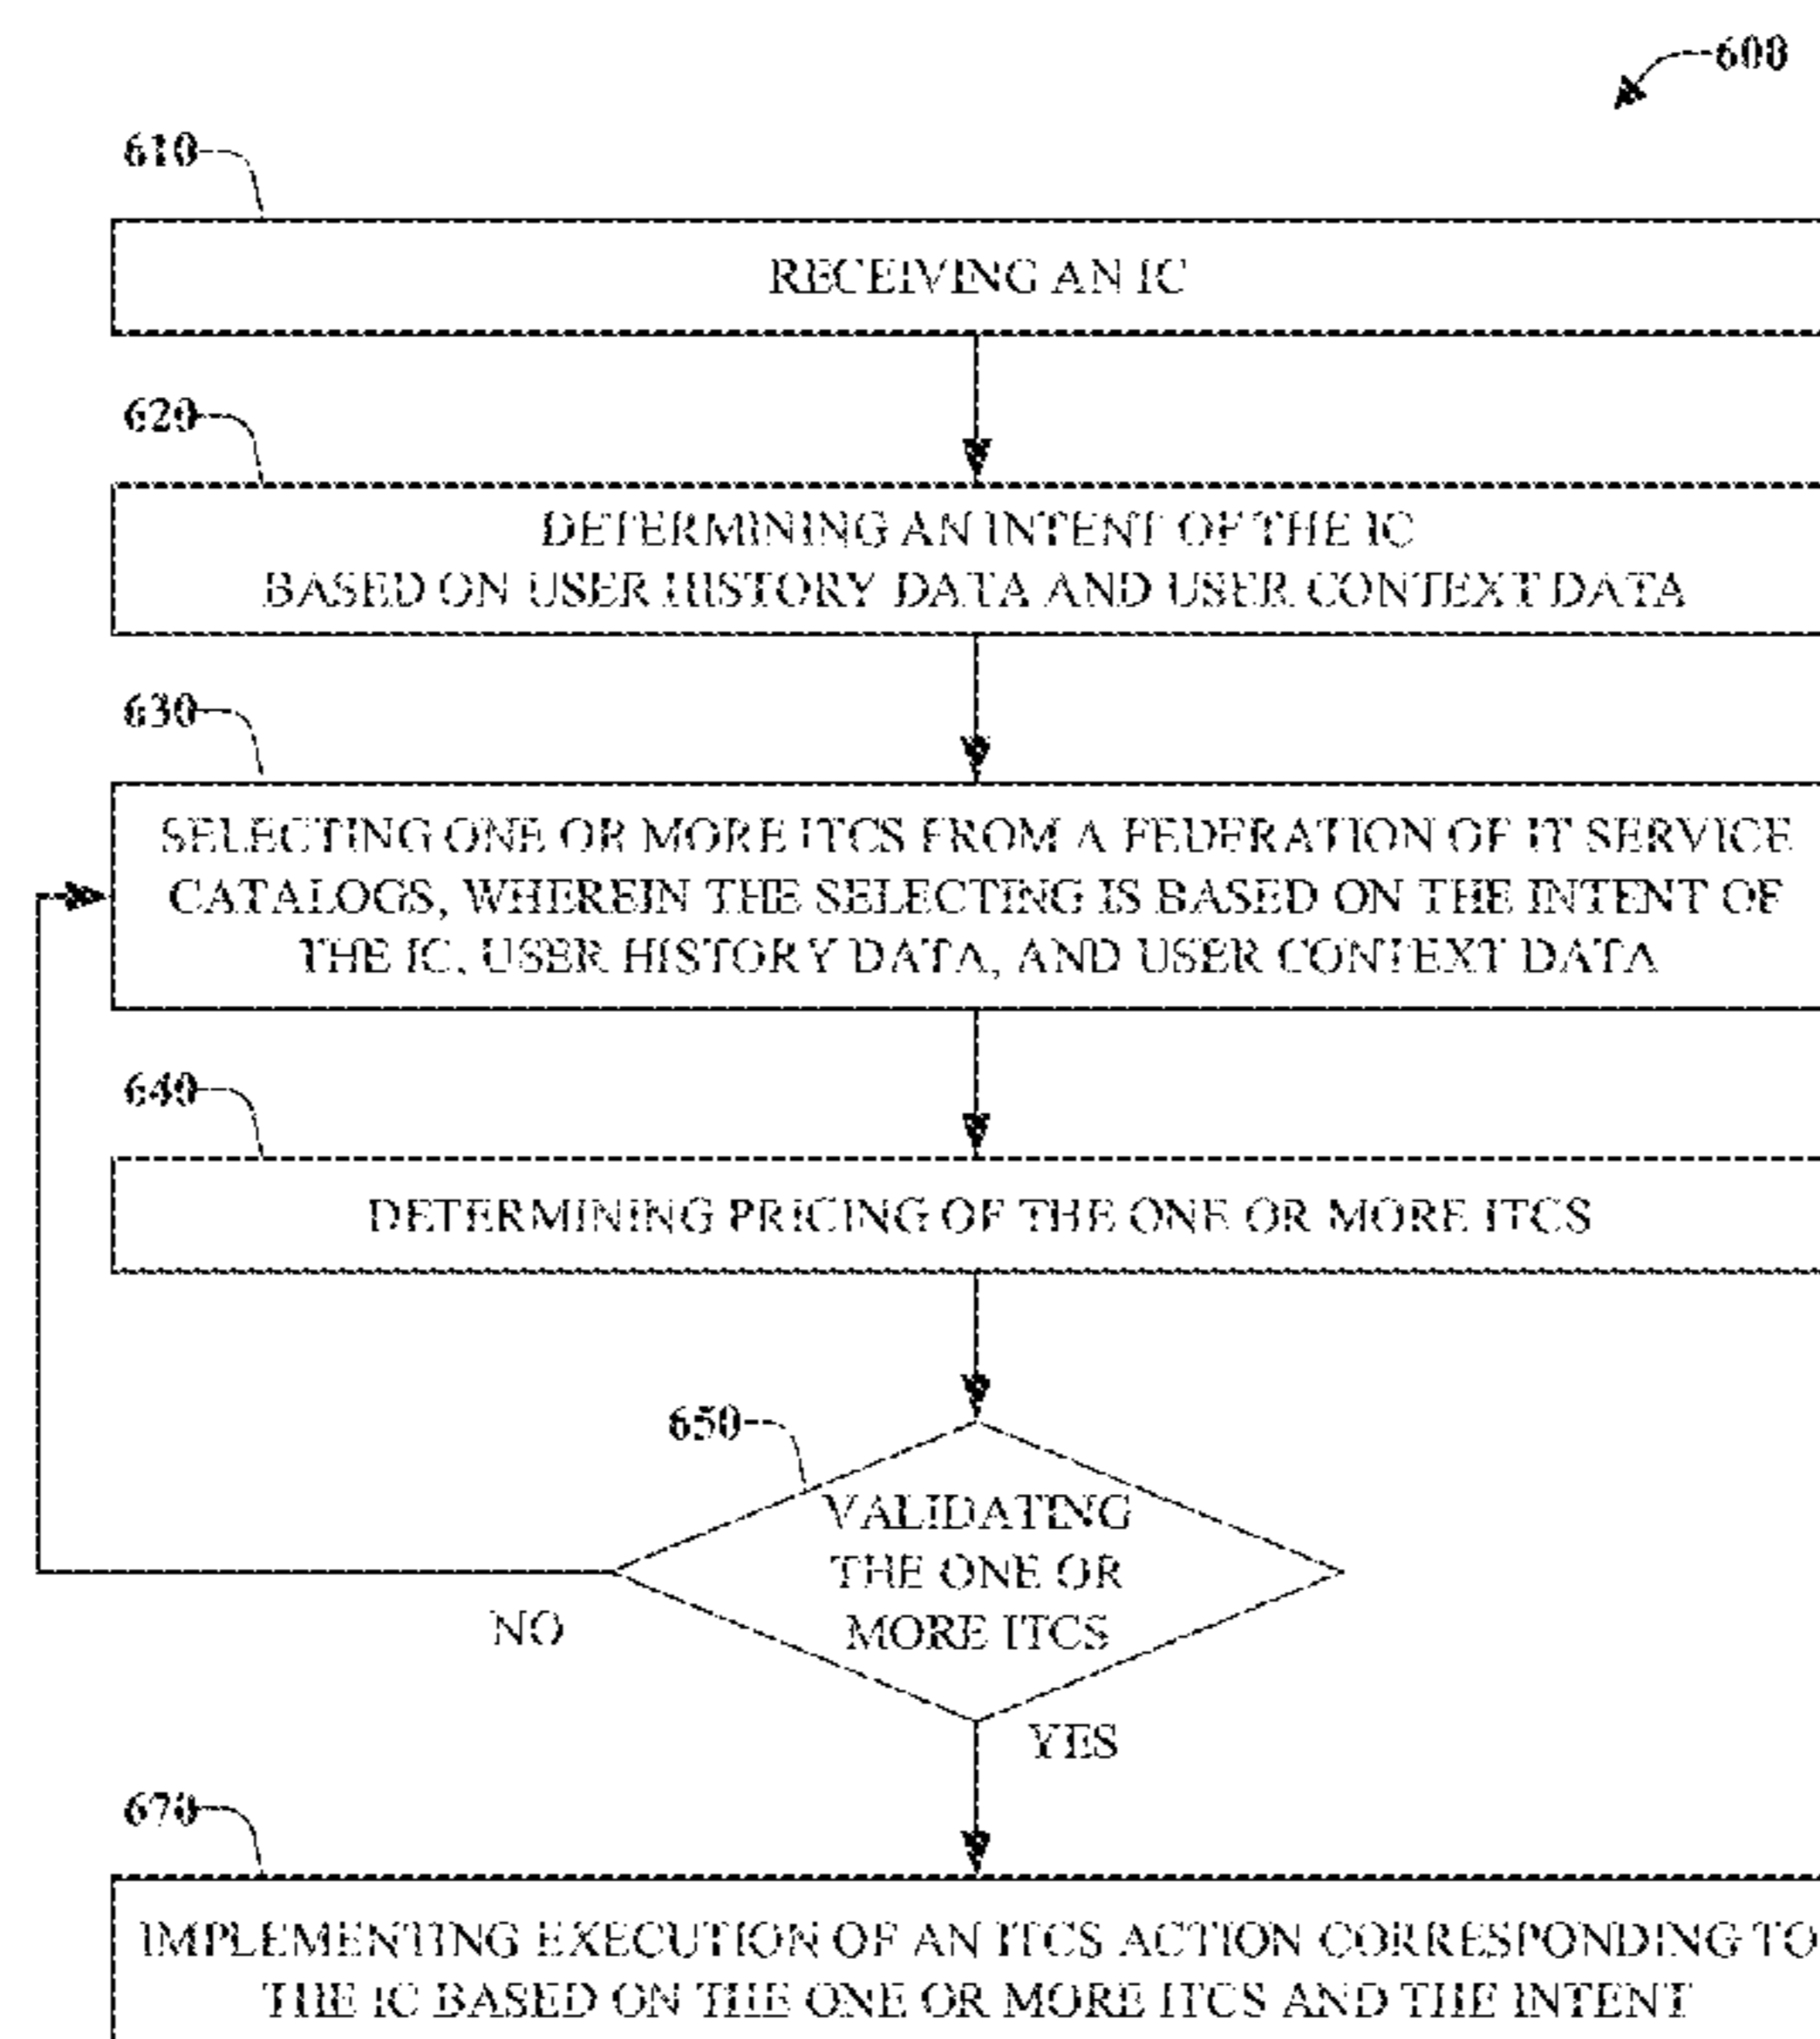 600
610
RECEIVING AN IC
620
DETERMINING AN INTENT OF THE IC
BASED ON USER HISTORY DATA AND USER CONTEXT DATA
630
SELECTING ONE OR MORE ITCS FROM A FEDERATION OF IT SERVICE
CATALOGS, WHEREIN THE SELECTING IS BASED ON THE INTENT OF
THE IC, USER HISTORY DATA, AND USER CONTEXT DATA
640
DETERMINING PRICING OF THE ONE OR MORE ITCS
650
VALIDATING
THE ONE OR
MORE ITCS
NO
YES
670
IMPLEMENTING EXECUTION OF AN ITCS ACTION CORRESPONDING TO
THE IC BASED ON THE ONE OR MORE ITCS AND THE INTENT